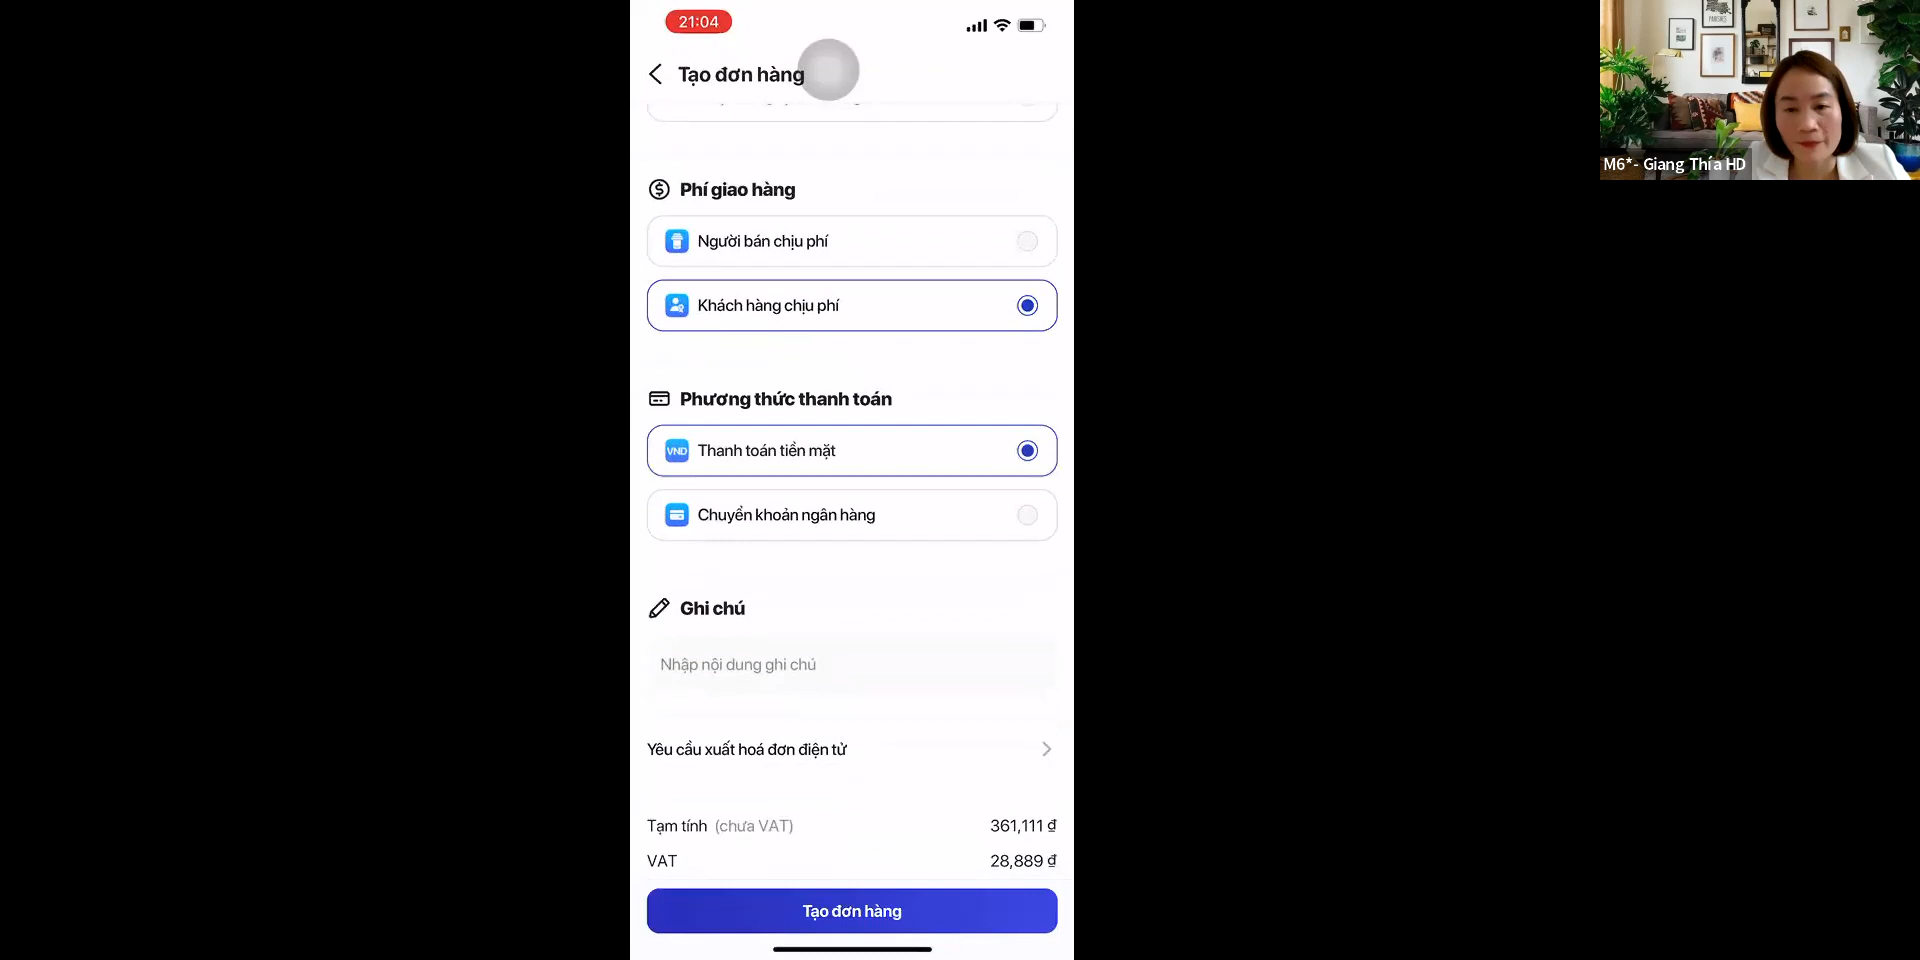 21:04
Tạo đơn hàng
Phí giao hàng
Người bán chịu phí
Khách hàng chịu phí
Phương thức thanh toán
VND Thanh toán tiền mặt
Chuyển khoản ngân hàng
Ghi chú
Nhập nội dung ghi chú
Yêu cầu xuất hoá đơn điện tử
Tạm tính (chưa VAT) 361,111 ₫
VAT 28,889 ₫
Tạo đơn hàng
M6*- Giang Thía HD